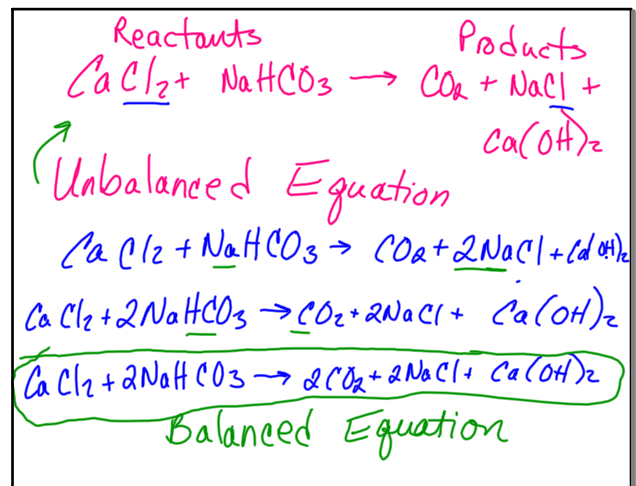 Reactants Products
CaCl₂ + NaHCO₃ → CO₂ + NaCl +
Ca(OH)₂
Unbalanced Equation
CaCl₂ + NaHCO₃ → CO₂ + 2NaCl + Ca(OH)₂
CaCl₂ + 2NaHCO₃ → CO₂ + 2NaCl + Ca(OH)₂
CaCl₂ + 2NaHCO₃ → 2CO₂ + 2NaCl + Ca(OH)₂
Balanced Equation